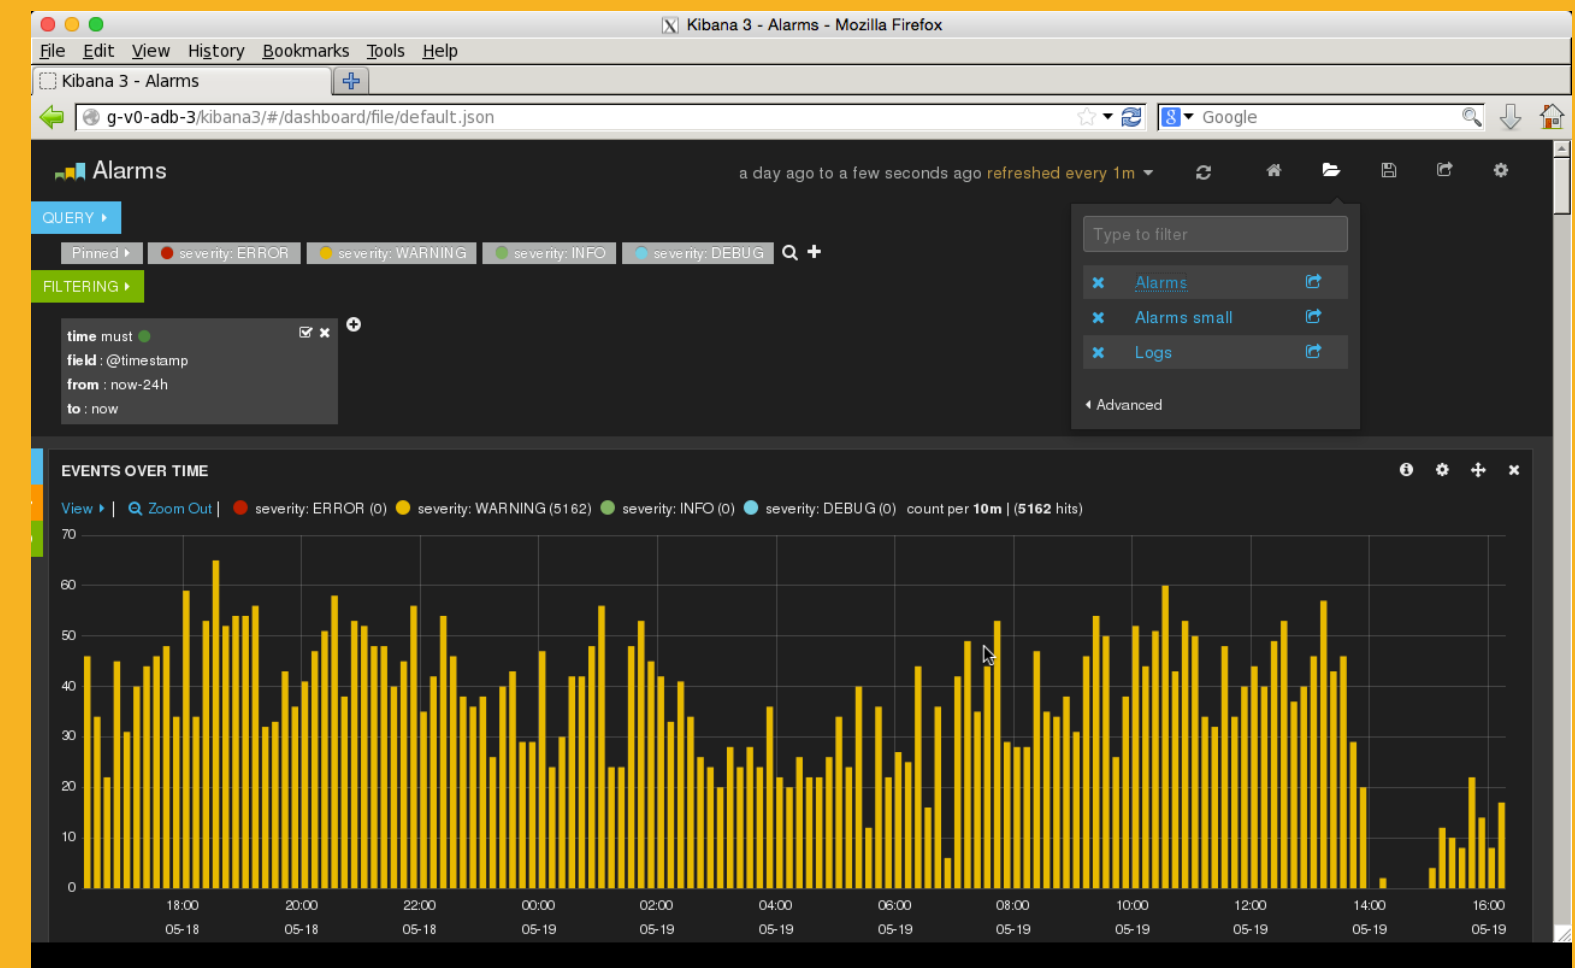 Kibana 3 - Alarms - Mozilla Firefox
File Edit View History Bookmarks Tools Help
Kibana 3 - Alarms
g-v0-adb-3/kibana3/#/dashboard/file/default.json
8 Google
Alarms
a day ago to a few seconds ago refreshed every 1m
QUERY
Pinned severity: ERROR severity: WARNING severity: INFO severity: DEBUG
Type to filter
FILTERING
Alarms
Alarms small
Logs
Advanced
time must
field : @timestamp
from : now-24h
to : now
EVENTS OVER TIME
View | Zoom Out | severity: ERROR (0) severity: WARNING (5162) severity: INFO (0) severity: DEBUG (0) count per 10m | (5162 hits)
70
60
50
40
30
20
10
0
18:00 20:00 22:00 00:00 02:00 04:00 06:00 08:00 10:00 12:00 14:00 16:00
05-18 05-18 05-18 05-19 05-19 05-19 05-19 05-19 05-19 05-19 05-19 05-19